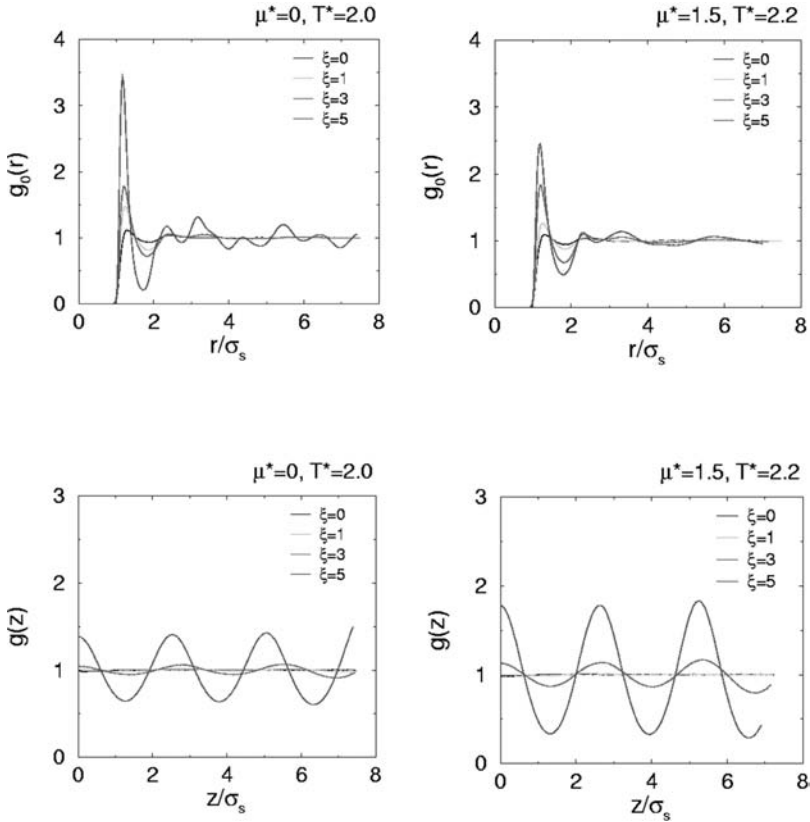 μ*=0, T*=2.0
g₀(r)
4
3
2
1
0
ξ=0
ξ=1
ξ=3
ξ=5
0 2 4 6 8
r/σₛ
μ*=1.5, T*=2.2
g₀(r)
4
3
2
1
0
ξ=0
ξ=1
ξ=3
ξ=5
0 2 4 6 8
r/σₛ
μ*=0, T*=2.0
g(z)
3
2
1
0
ξ=0
ξ=1
ξ=3
ξ=5
0 2 4 6 8
z/σₛ
μ*=1.5, T*=2.2
g(z)
3
2
1
0
ξ=0
ξ=1
ξ=3
ξ=5
0 2 4 6 8
z/σₛ